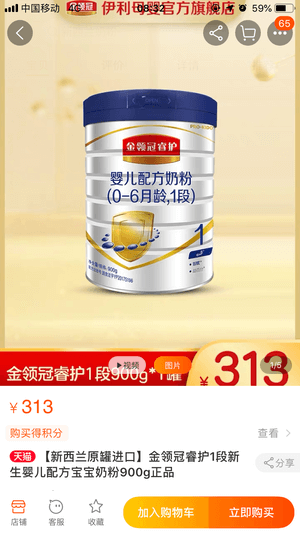 中国移动 4G 08:32 59%
金领冠 伊利母婴官方旗舰店
65
金领冠睿护
婴儿配方奶粉
(0-6月龄,1段)
1
900g
金领冠睿护1段900g*1罐
¥313
视频
图片
1/5
¥313
购买得积分
查看
天猫 【新西兰原罐进口】金领冠睿护1段新
生婴儿配方宝宝奶粉900g正品
分享
店铺
客服
收藏
加入购物车
立即购买